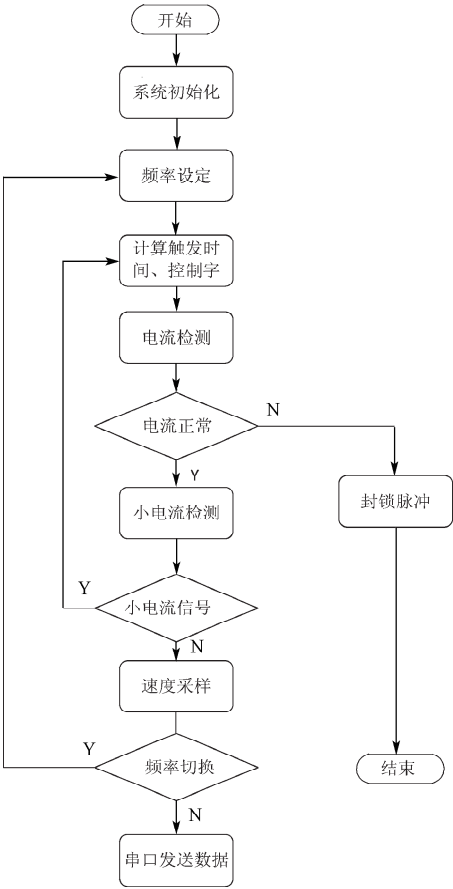 开始
系统初始化
频率设定
计算触发时
间、控制字
电流检测
电流正常
N
Y
封锁脉冲
小电流检测
Y
小电流信号
N
速度采样
Y
频率切换
结束
N
串口发送数据